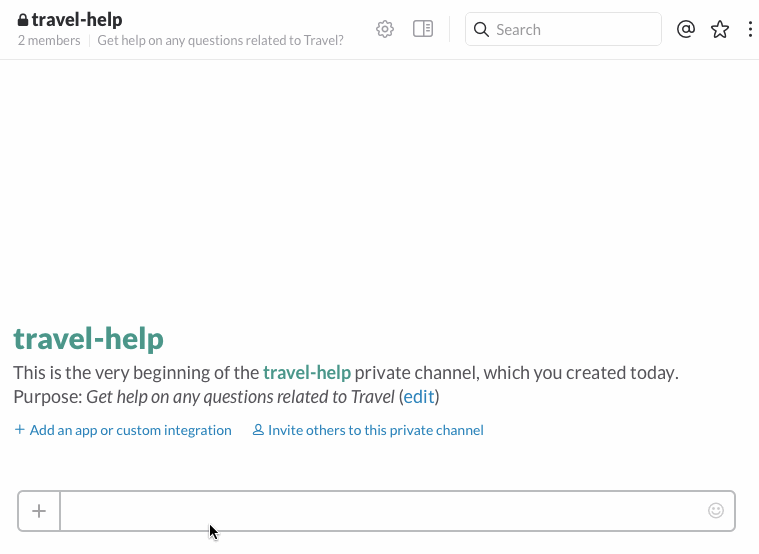 travel-help
2 members | Get help on any questions related to Travel?
Search
travel-help
This is the very beginning of the travel-help private channel, which you created today.
Purpose: Get help on any questions related to Travel (edit)
+ Add an app or custom integration Invite others to this private channel